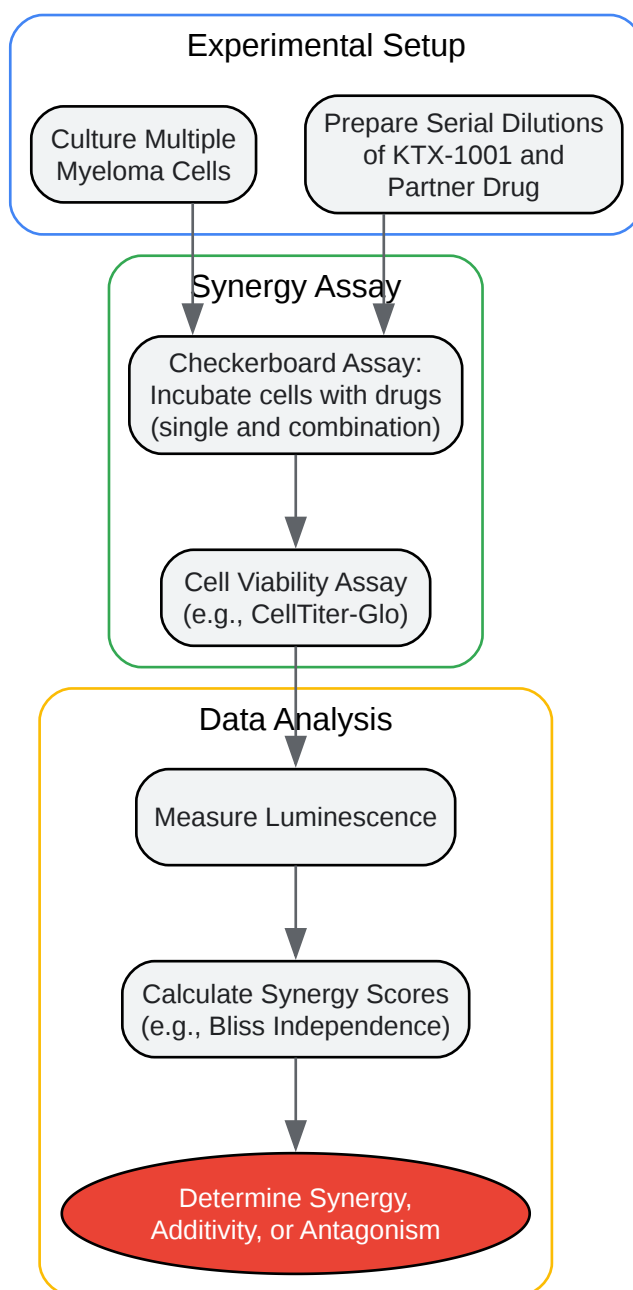 Experimental Setup
Culture Multiple
Myeloma Cells
Prepare Serial Dilutions
of KTX-1001 and
Partner Drug
Synergy Assay
Checkerboard Assay:
Incubate cells with drugs
(single and combination)
Cell Viability Assay
(e.g., CellTiter-Glo)
Data Analysis
Measure Luminescence
Calculate Synergy Scores
(e.g., Bliss Independence)
Determine Synergy,
Additivity, or Antagonism